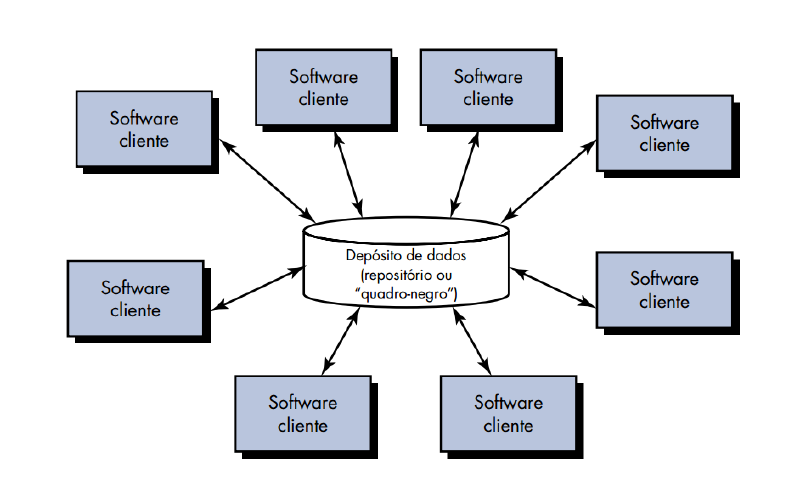 Software
cliente
Software
cliente
Software
cliente
Software
cliente
Depósito de dados
(repositório ou
“quadro-negro”)
Software
cliente
Software
cliente
Software
cliente
Software
cliente